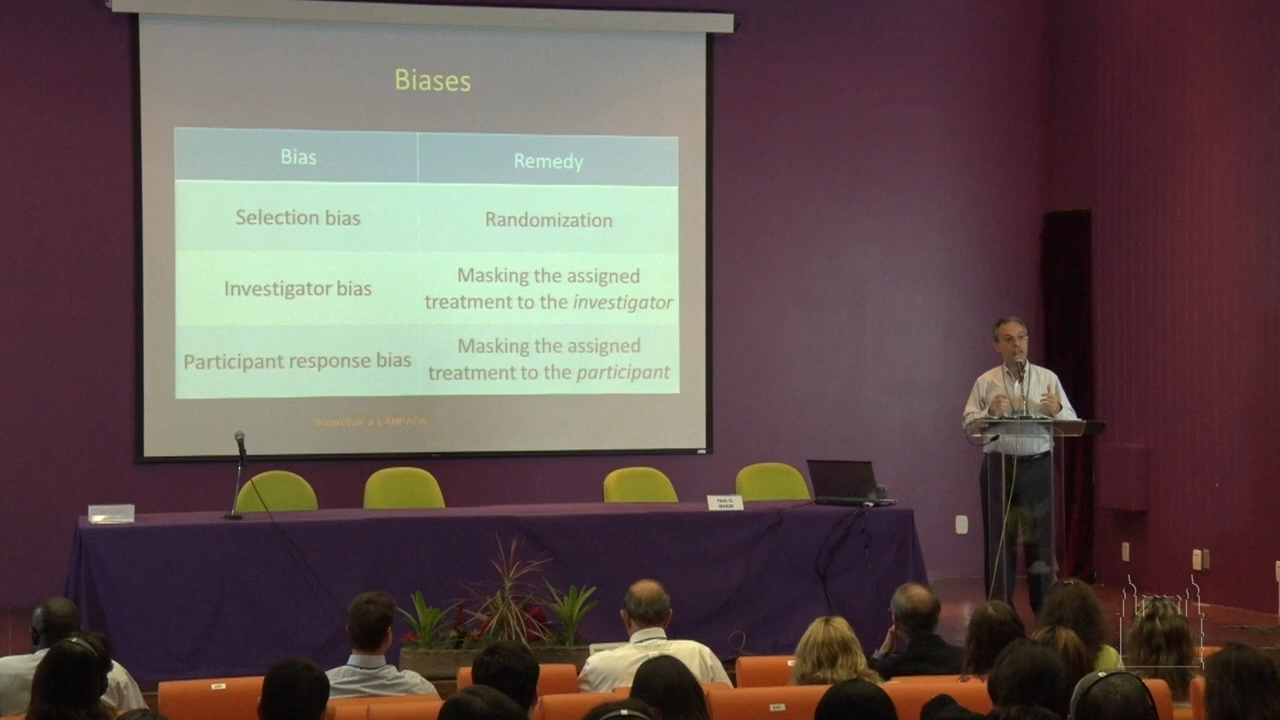 Biases
Bias
Remedy
Selection bias
Randomization
Investigator bias
Masking the assigned
treatment to the investigator
Participant response bias
Masking the assigned
treatment to the participant
Substituir a LÂMPADA.